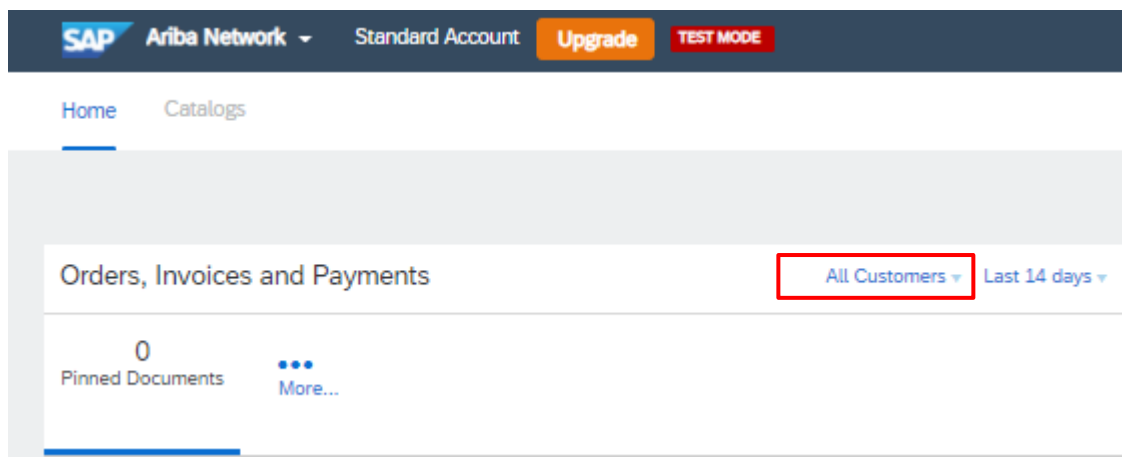 SAP Ariba Network Standard Account Upgrade TEST MODE
Home Catalogs
Orders, Invoices and Payments All Customers Last 14 days
0
Pinned Documents
More...